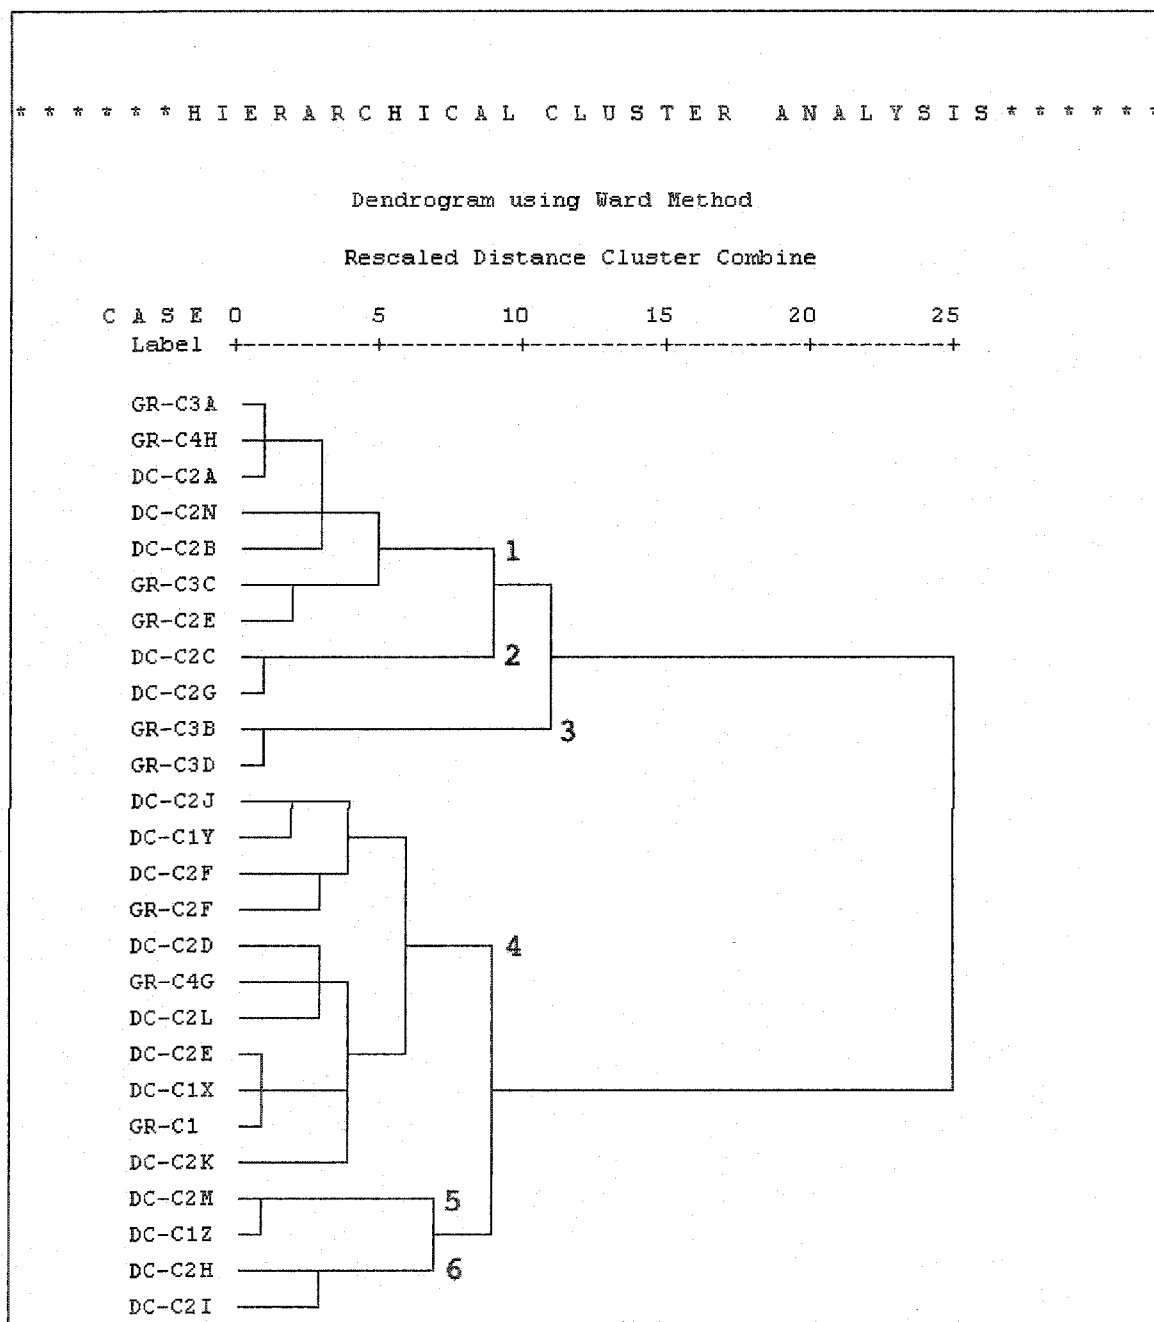 * * * * * * H I E R A R C H I C A L  C L U S T E R  A N A L Y S I S * * * * * *
Dendrogram using Ward Method
Rescaled Distance Cluster Combine
C A S E 0 5 10 15 20 25
Label +---------+---------+---------+---------+---------+
GR-C3A
GR-C4H
DC-C2A
DC-C2N
DC-C2B 1
GR-C3C
GR-C2E
DC-C2C 2
DC-C2G
GR-C3B 3
GR-C3D
DC-C2J
DC-C1Y
DC-C2F
GR-C2F
DC-C2D 4
GR-C4G
DC-C2L
DC-C2E
DC-C1X
GR-C1
DC-C2K
DC-C2M 5
DC-C1Z
DC-C2H 6
DC-C2I